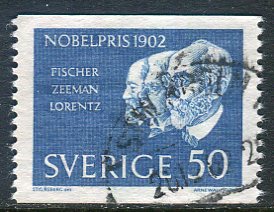 NOBELPRIS 1902
FISCHER
ZEEMAN
LORENTZ
SVERIGE 50